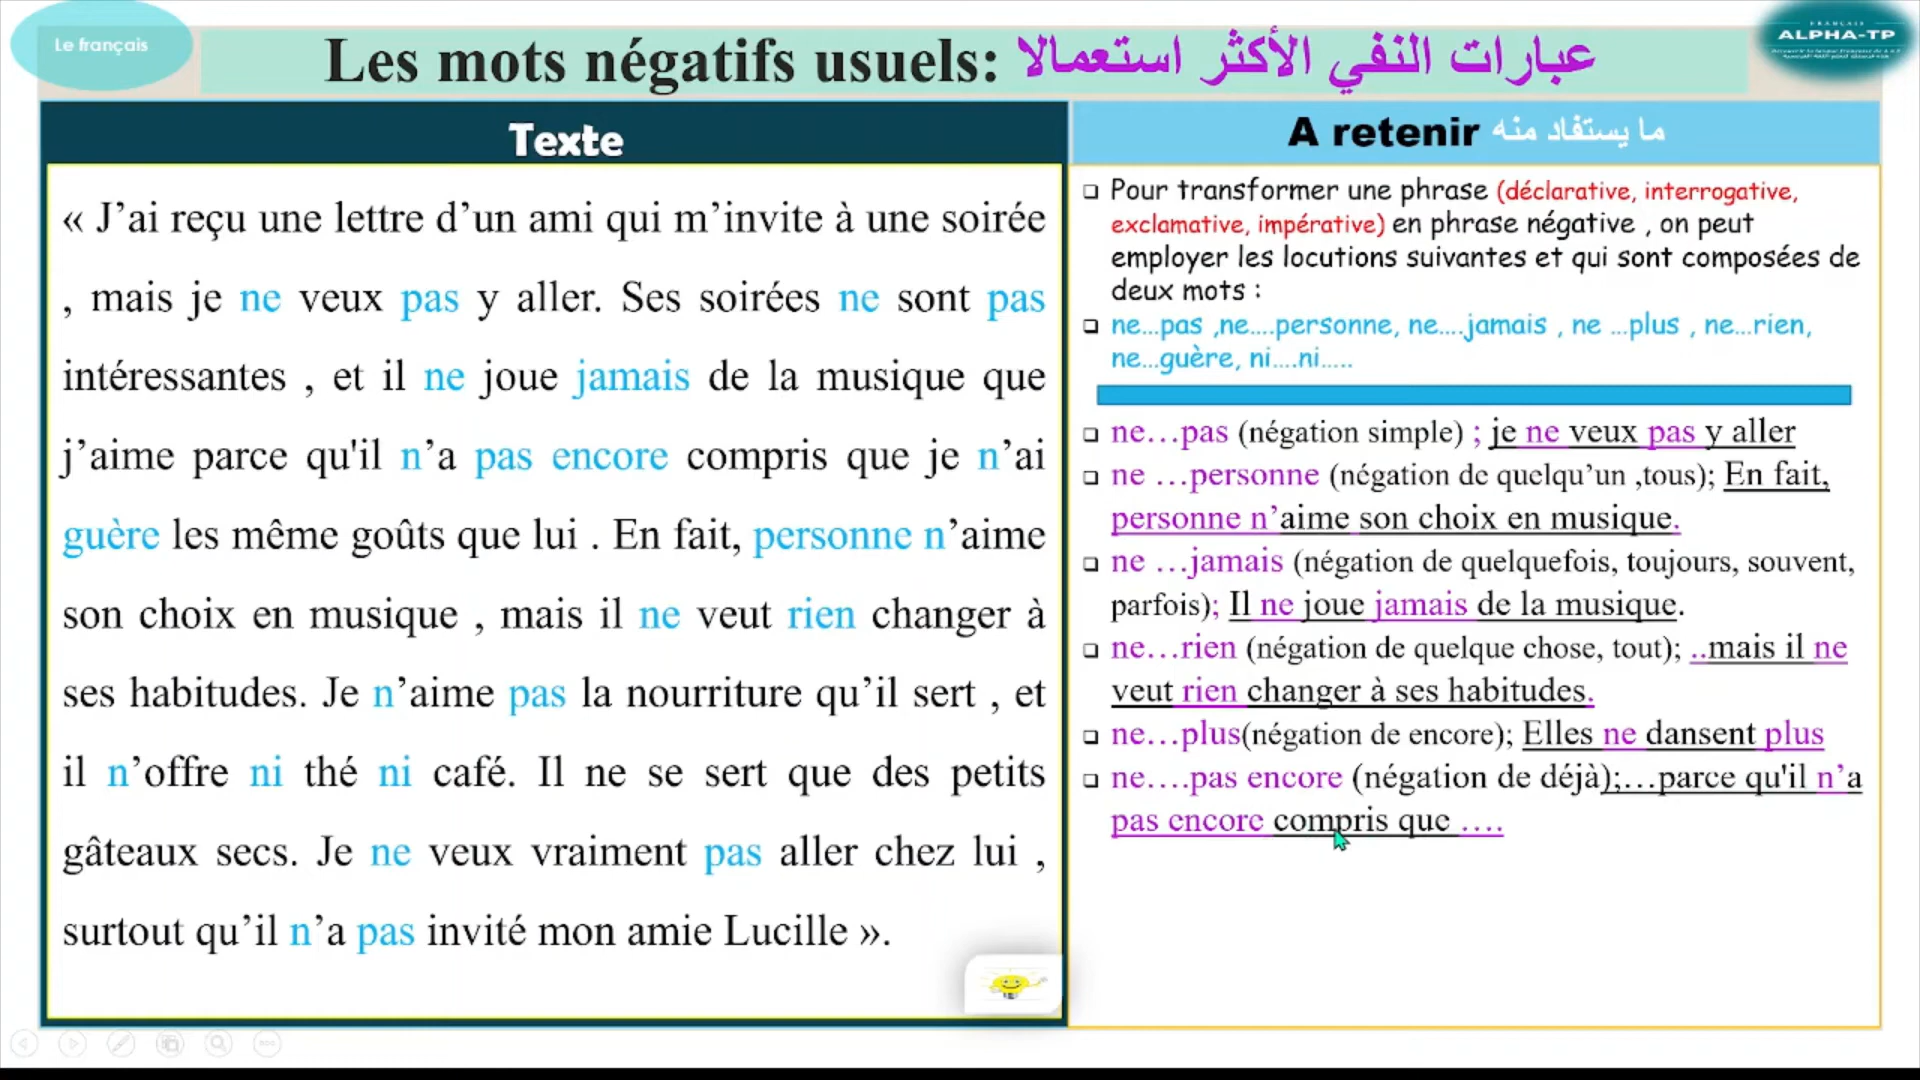 Le français
Les mots négatifs usuels: عبارات النفي الأكثر استعمالا
FRANÇAIS
ALPHA-TP
Texte
« J’ai reçu une lettre d’un ami qui m’invite à une soirée
, mais je ne veux pas y aller. Ses soirées ne sont pas
intéressantes , et il ne joue jamais de la musique que
j’aime parce qu'il n’a pas encore compris que je n’ai
guère les même goûts que lui . En fait, personne n’aime
son choix en musique , mais il ne veut rien changer à
ses habitudes. Je n’aime pas la nourriture qu’il sert , et
il n’offre ni thé ni café. Il ne se sert que des petits
gâteaux secs. Je ne veux vraiment pas aller chez lui ,
surtout qu’il n’a pas invité mon amie Lucille ».
A retenir ما يستفاد منه
Pour transformer une phrase (déclarative, interrogative,
exclamative, impérative) en phrase négative , on peut
employer les locutions suivantes et qui sont composées de
deux mots :
ne...pas ,ne....personne, ne....jamais , ne ...plus , ne...rien,
ne...guère, ni....ni.....
ne…pas (négation simple) ; je ne veux pas y aller
ne …personne (négation de quelqu’un ,tous); En fait,
personne n’aime son choix en musique.
ne …jamais (négation de quelquefois, toujours, souvent,
parfois); Il ne joue jamais de la musique.
ne…rien (négation de quelque chose, tout); ..mais il ne
veut rien changer à ses habitudes.
ne…plus(négation de encore); Elles ne dansent plus
ne….pas encore (négation de déjà);…parce qu'il n’a
pas encore compris que ….